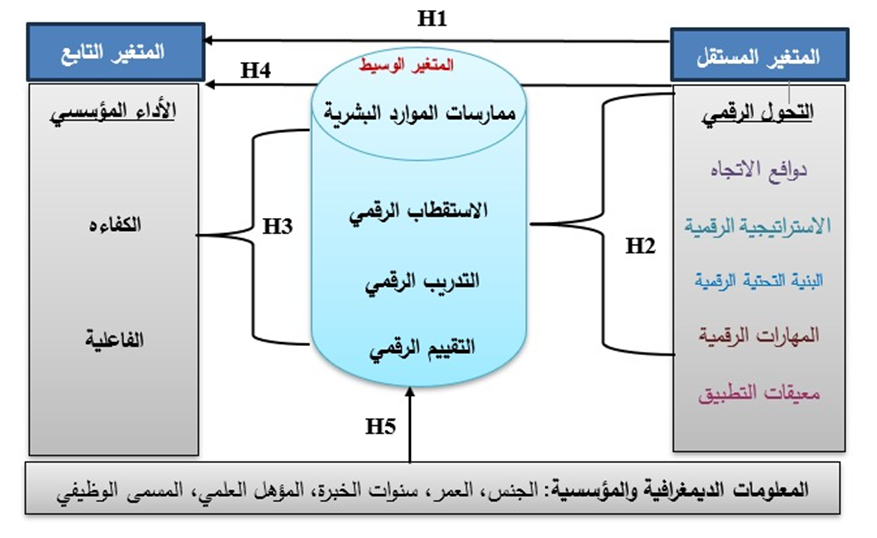 H1
المتغير المستقل
المتغير الوسيط
المتغير التابع
H4
التحول الرقمي
دوافع الاتجاه
الاستراتيجية الرقمية
البنية التحتية الرقمية
المهارات الرقمية
معيقات التطبيق
H2
ممارسات الموارد البشرية
الاستقطاب الرقمي
التدريب الرقمي
التقييم الرقمي
H3
الأداء المؤسسي
الكفاءه
الفاعلية
H5
المعلومات الديمغرافية والمؤسسية: الجنس، العمر، سنوات الخبرة، المؤهل العلمي، المسمى الوظيفي